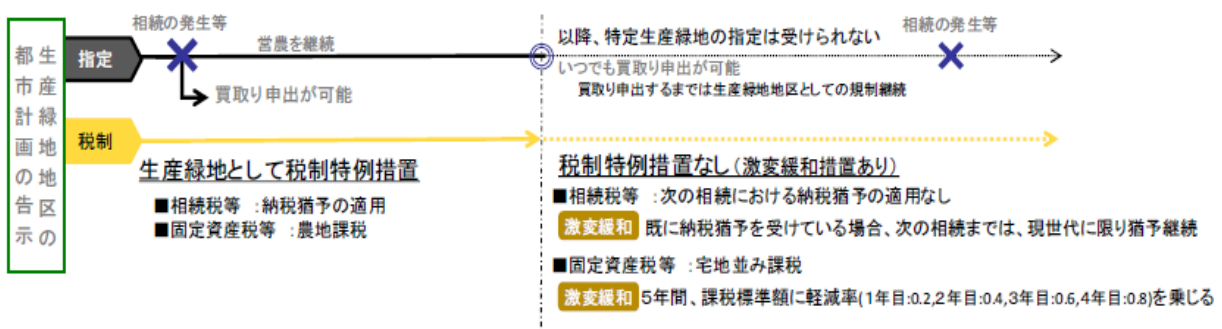 生産緑地地区の
都市計画の告示
指定
相続の発生等
営農を継続
買取り申出が可能
以降、特定生産緑地の指定は受けられない
相続の発生等
いつでも買取り申出が可能
買取り申出するまでは生産緑地地区としての規制継続
税制
生産緑地として税制特例措置
■相続税等 :納税猶予の適用
■固定資産税等 :農地課税
税制特例措置なし(激変緩和措置あり)
■相続税等 :次の相続における納税猶予の適用なし
激変緩和 既に納税猶予を受けている場合、次の相続までは、現世代に限り猶予継続
■固定資産税等 :宅地並み課税
激変緩和 5年間、課税標準額に軽減率(1年目:0.2,2年目:0.4,3年目:0.6,4年目:0.8)を乗じる